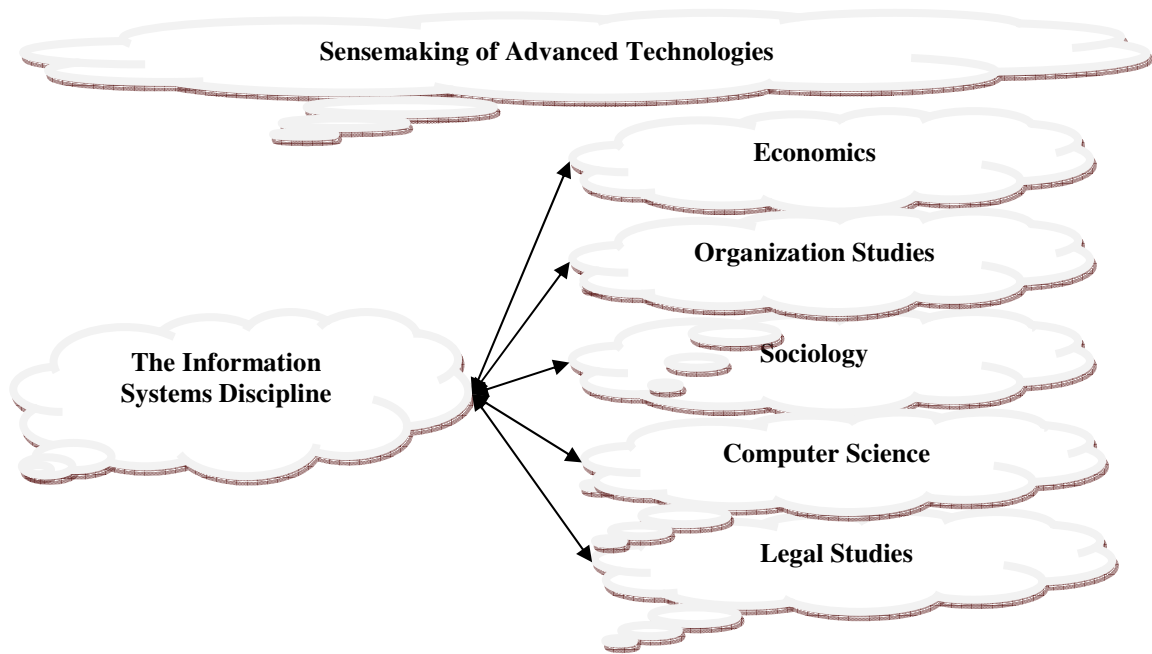 Sensemaking of Advanced Technologies
Economics
Organization Studies
The Information
Systems Discipline
Sociology
Computer Science
Legal Studies